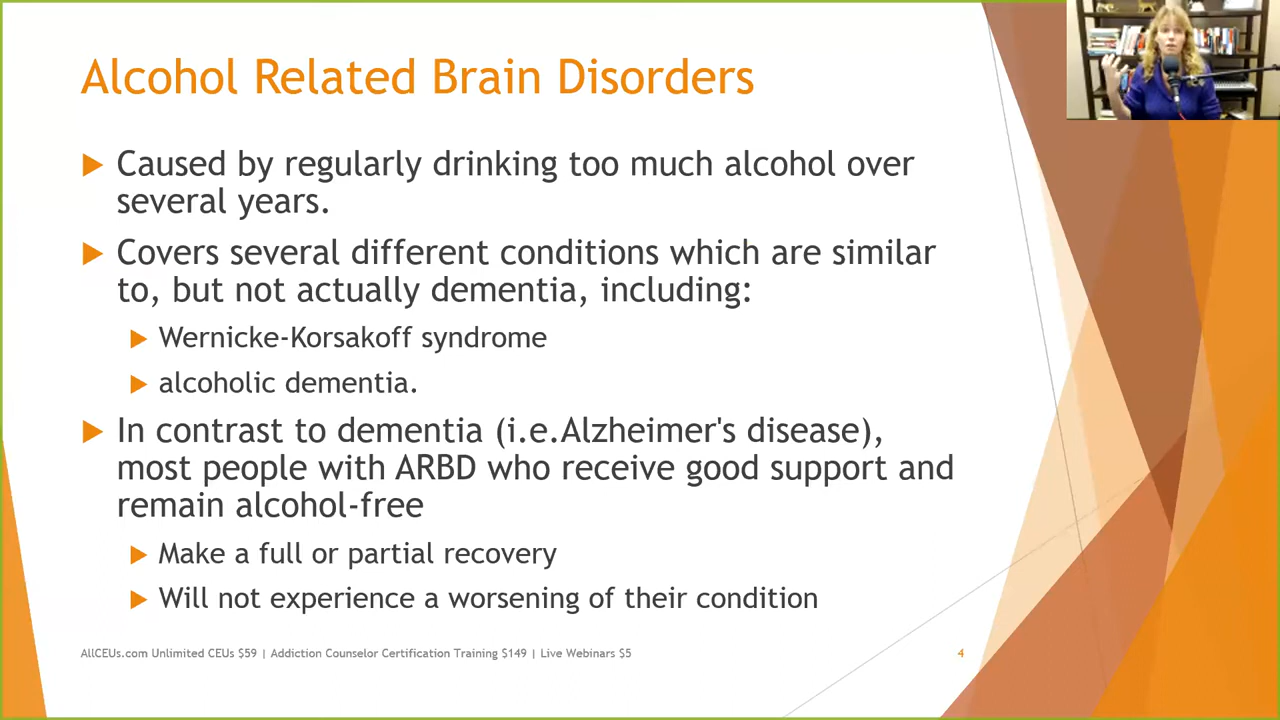 Alcohol Related Brain Disorders
Caused by regularly drinking too much alcohol over
several years.
Covers several different conditions which are similar
to, but not actually dementia, including:
Wernicke-Korsakoff syndrome
alcoholic dementia.
In contrast to dementia (i.e.Alzheimer's disease),
most people with ARBD who receive good support and
remain alcohol-free
Make a full or partial recovery
Will not experience a worsening of their condition
AllCEUs.com Unlimited CEUs $59 | Addiction Counselor Certification Training $149 | Live Webinars $5
4